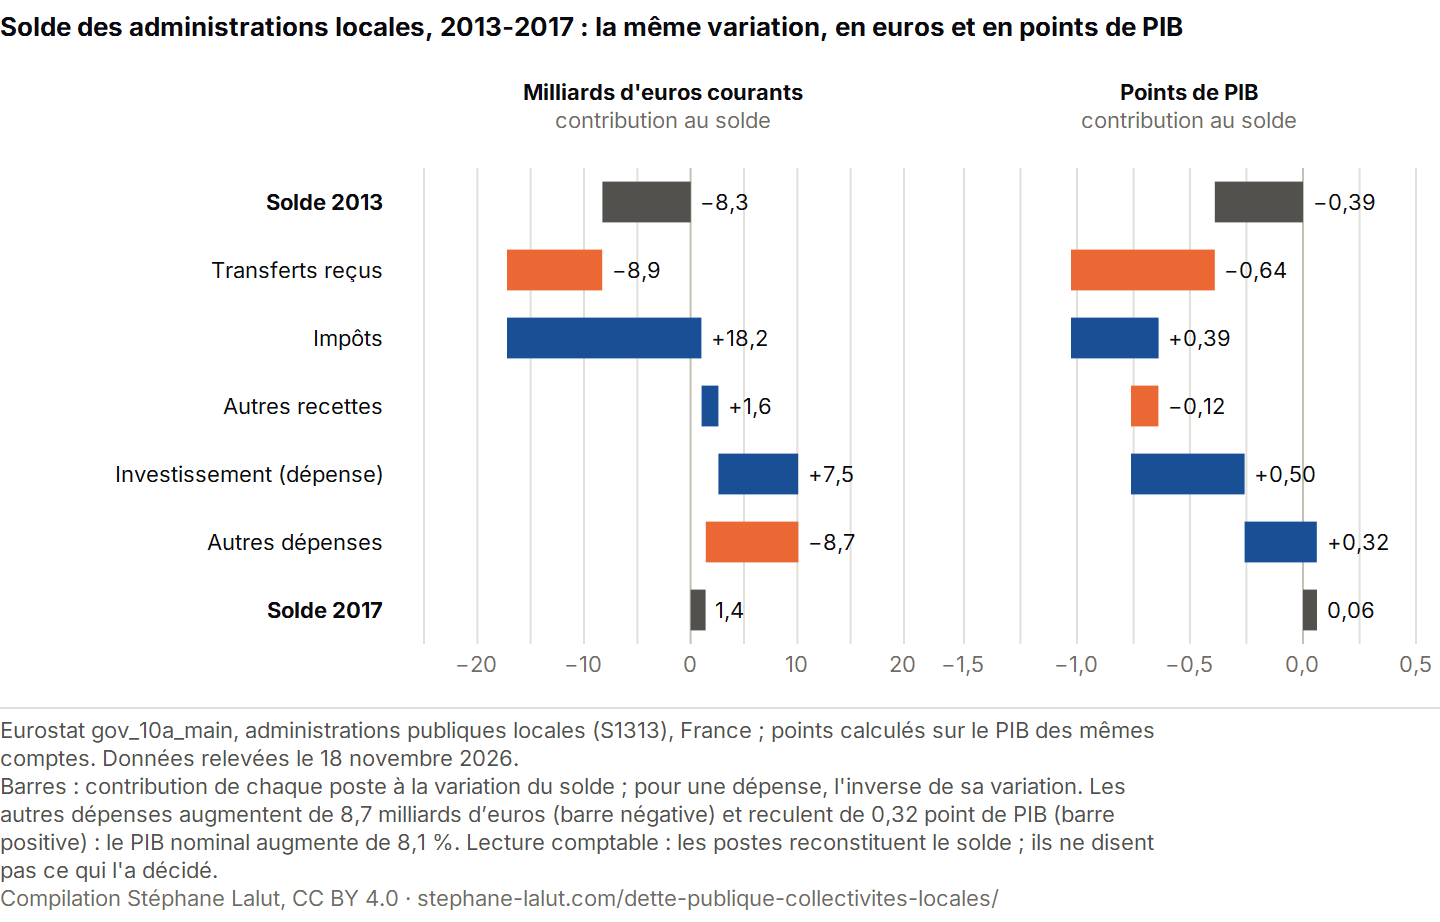 Solde des administrations locales, 2013-2017 : la même variation, en euros et en points de PIB
Milliards d'euros courants
contribution au solde
Points de PIB
contribution au solde
Solde 2013
−8,3
−0,39
Transferts reçus
−8,9
−0,64
Impôts
+18,2
+0,39
Autres recettes
+1,6
−0,12
Investissement (dépense)
+7,5
+0,50
Autres dépenses
−8,7
+0,32
Solde 2017
1,4
0,06
−20 −10 0 10 20
−1,5 −1,0 −0,5 0,0 0,5
Eurostat gov_10a_main, administrations publiques locales (S1313), France ; points calculés sur le PIB des mêmes
comptes. Données relevées le 18 novembre 2026.
Barres : contribution de chaque poste à la variation du solde ; pour une dépense, l'inverse de sa variation. Les
autres dépenses augmentent de 8,7 milliards d’euros (barre négative) et reculent de 0,32 point de PIB (barre
positive) : le PIB nominal augmente de 8,1 %. Lecture comptable : les postes reconstituent le solde ; ils ne disent
pas ce qui l'a décidé.
Compilation Stéphane Lalut, CC BY 4.0 · stephane-lalut.com/dette-publique-collectivites-locales/